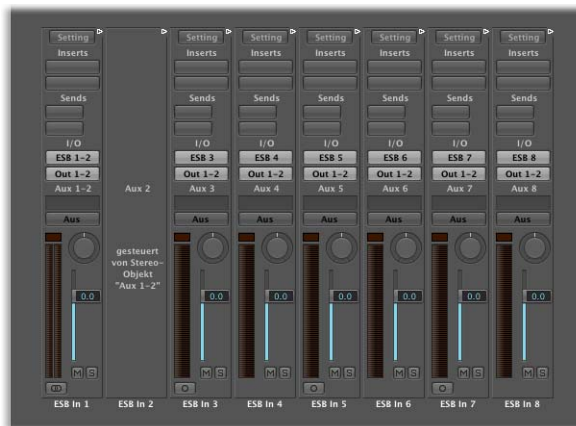 Setting Setting Setting Setting Setting Setting Setting
Inserts Inserts Inserts Inserts Inserts Inserts Inserts
Sends Sends Sends Sends Sends Sends Sends
I/O I/O I/O I/O I/O I/O I/O
ESB 1-2 ESB 3 ESB 4 ESB 5 ESB 6 ESB 7 ESB 8
Out 1-2 Out 1-2 Out 1-2 Out 1-2 Out 1-2 Out 1-2 Out 1-2
Aux 1-2 Aux 2 Aux 3 Aux 4 Aux 5 Aux 6 Aux 7 Aux 8
Aus Aus Aus Aus Aus Aus Aus
gesteuert
von Stereo-
Objekt
"Aux 1-2"
0.0 0.0 0.0 0.0 0.0 0.0 0.0
M S M S M S M S M S M S M S
ESB In 1 ESB In 2 ESB In 3 ESB In 4 ESB In 5 ESB In 6 ESB In 7 ESB In 8